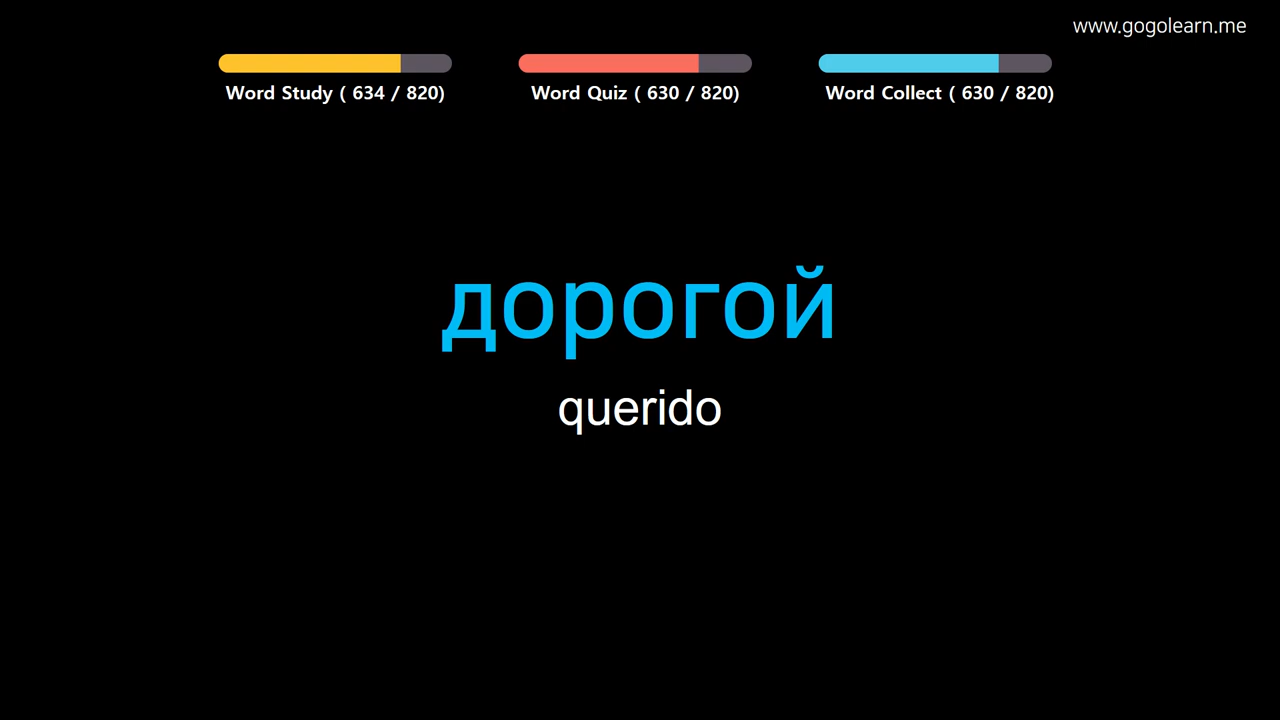 www.gogolearn.me
Word Study ( 634 / 820)
Word Quiz ( 630 / 820)
Word Collect ( 630 / 820)
дорогой
querido